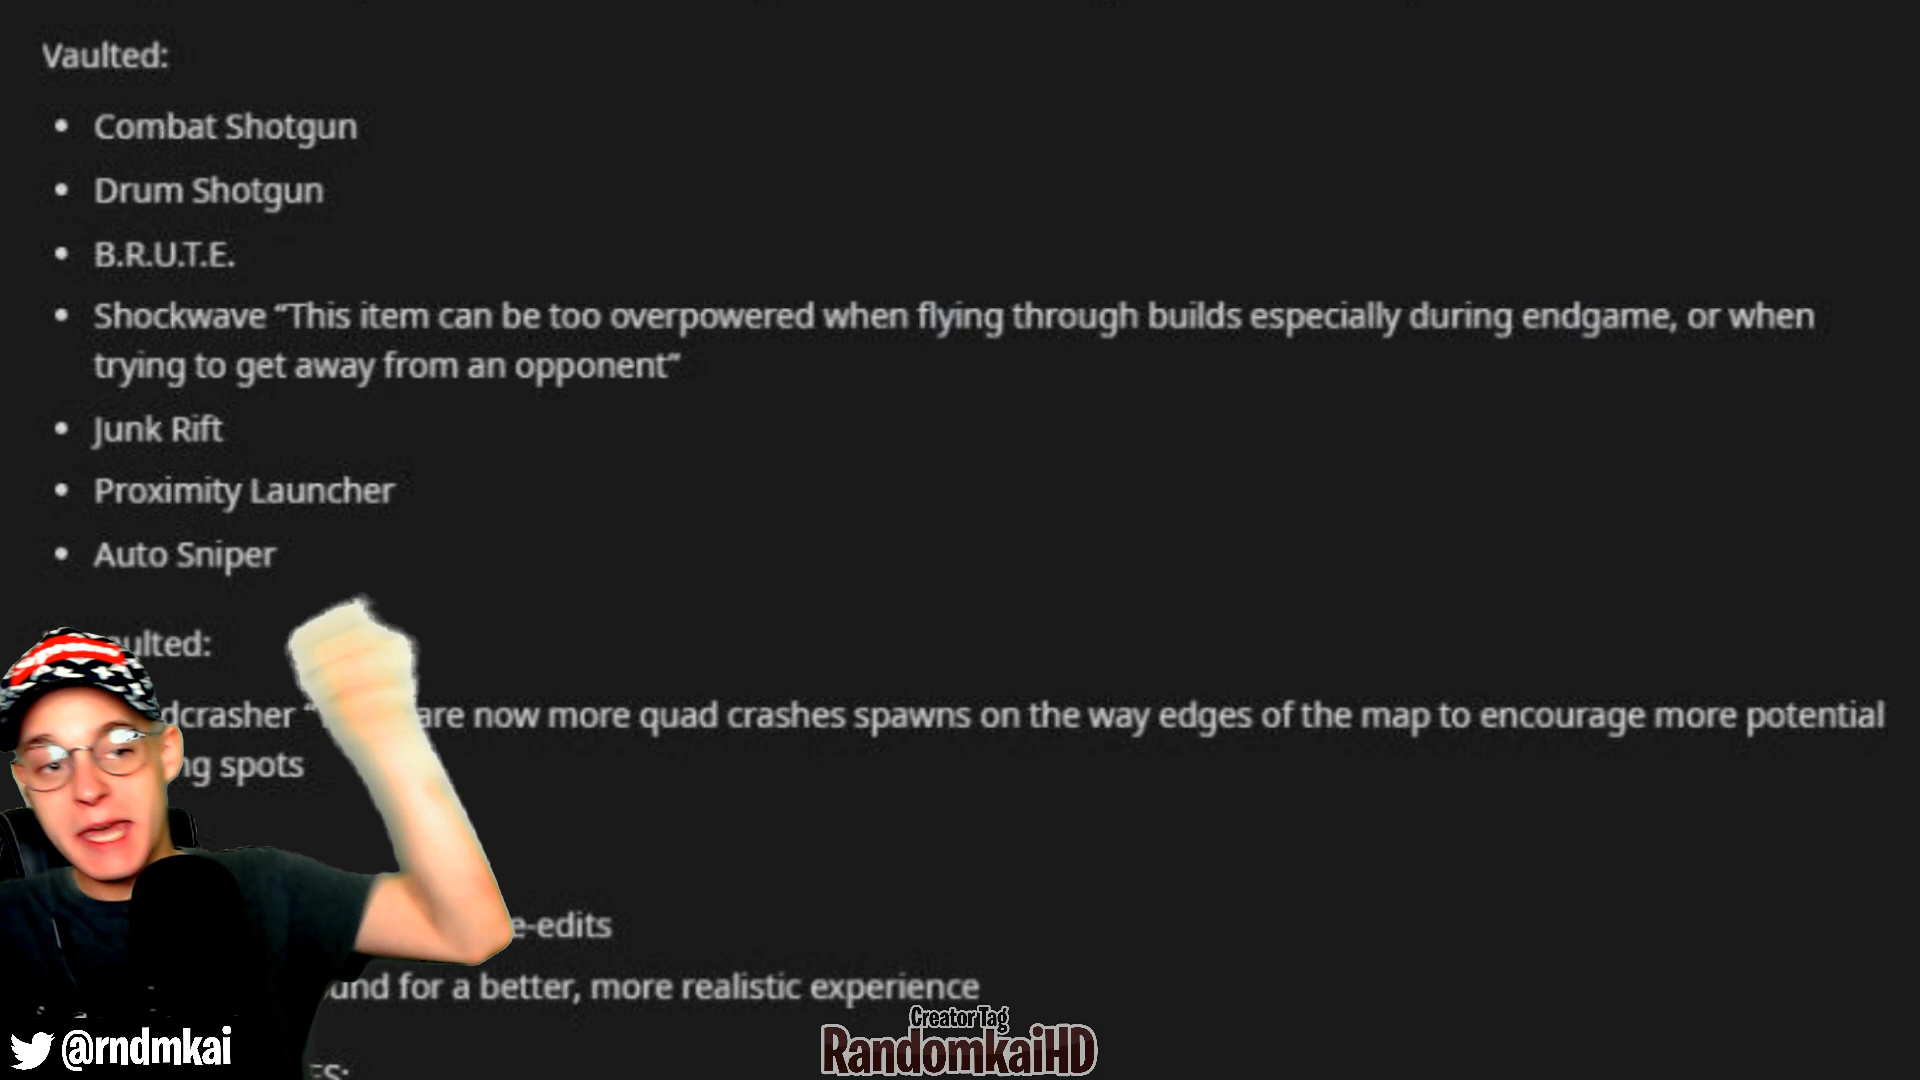 Vaulted:
• Combat Shotgun
• Drum Shotgun
• B.R.U.T.E.
• Shockwave “This item can be too overpowered when flying through builds especially during endgame, or when
trying to get away from an opponent”
• Junk Rift
• Proximity Launcher
• Auto Sniper
aulted:
dcrasher “ are now more quad crashes spawns on the way edges of the map to encourage more potential
ng spots
e-edits
und for a better, more realistic experience
ES:
@rndmkai
Creator Tag
RandomkaiHD